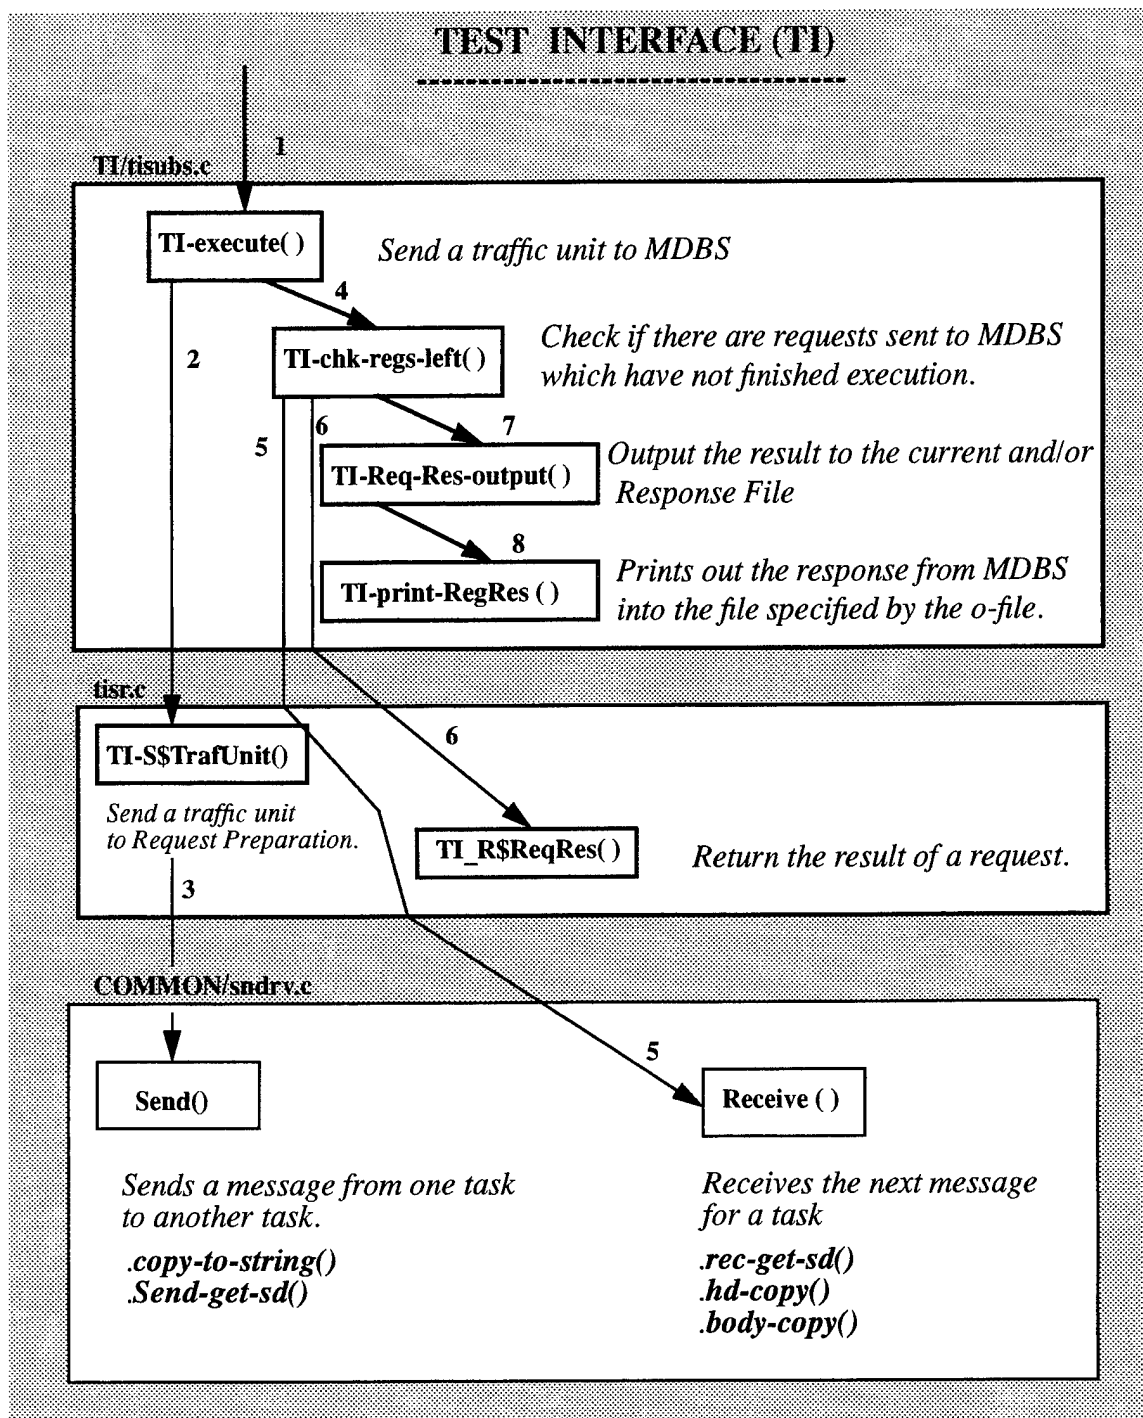 TEST INTERFACE (TI)
1
TI/tisubs.c
TI-execute( )
Send a traffic unit to MDBS
4
2
TI-chk-regs-left( )
Check if there are requests sent to MDBS
which have not finished execution.
5
6
7
TI-Req-Res-output( )
Output the result to the current and/or
Response File
8
TI-print-RegRes ( )
Prints out the response from MDBS
into the file specified by the o-file.
tisr.c
TI-S$TrafUnit()
6
Send a traffic unit
to Request Preparation.
TI_R$ReqRes( )
Return the result of a request.
3
COMMON/sndrv.c
5
Send()
Receive ( )
Sends a message from one task
to another task.
.copy-to-string()
.Send-get-sd()
Receives the next message
for a task
.rec-get-sd()
.hd-copy()
.body-copy()